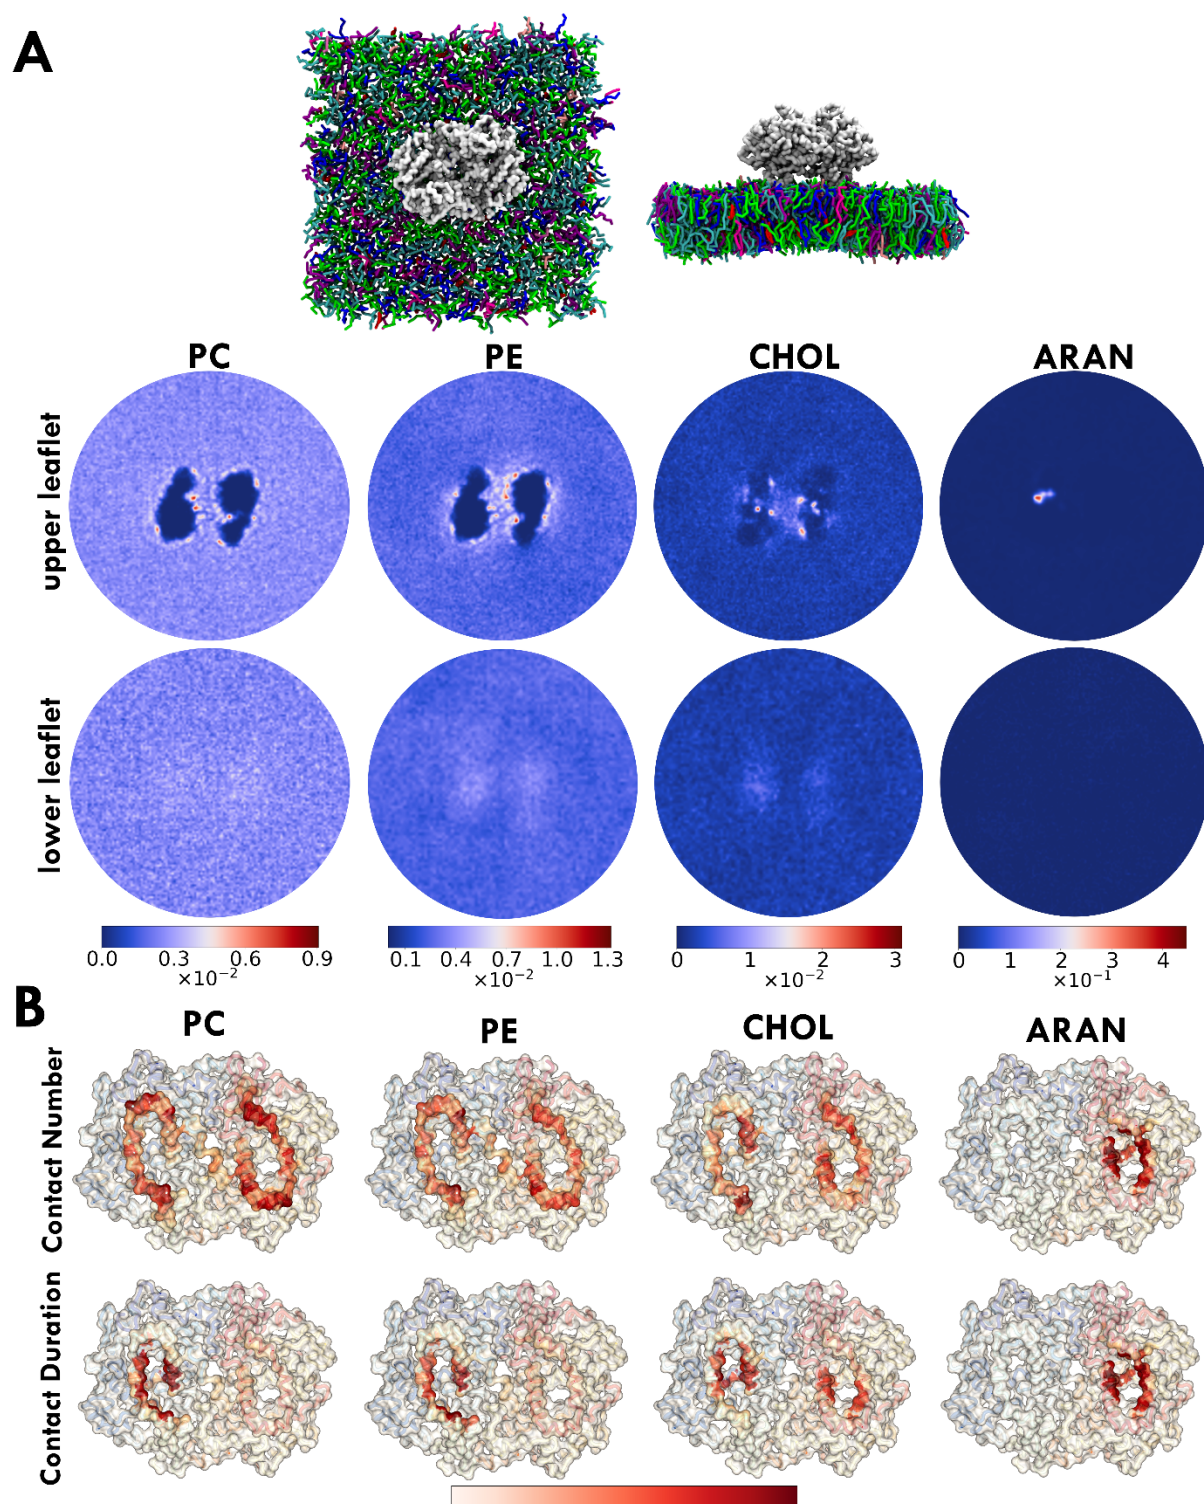 A
PC PE CHOL ARAN
upper leaflet
lower leaflet
0.0 0.3 0.6 0.9
×10⁻²
0.1 0.4 0.7 1.0 1.3
×10⁻²
0 1 2 3
×10⁻²
0 1 2 3 4
×10⁻¹
B
PC PE CHOL ARAN
Contact Number
Contact Duration